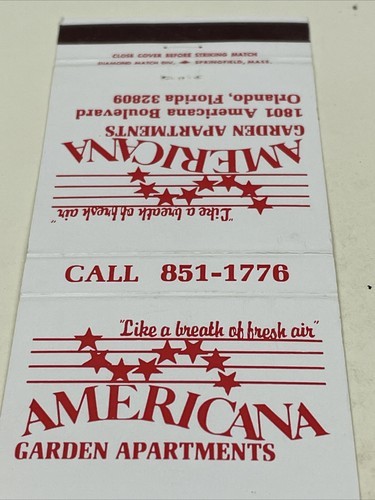 CLOSE COVER BEFORE STRIKING MATCH
DIAMOND MATCH DIV. SPRINGFIELD, MASS.
"Like a breath of fresh air"
AMERICANA
GARDEN APARTMENTS
1801 Americana Boulevard
Orlando, Florida 32809
CALL 851-1776
"Like a breath of fresh air"
AMERICANA
GARDEN APARTMENTS